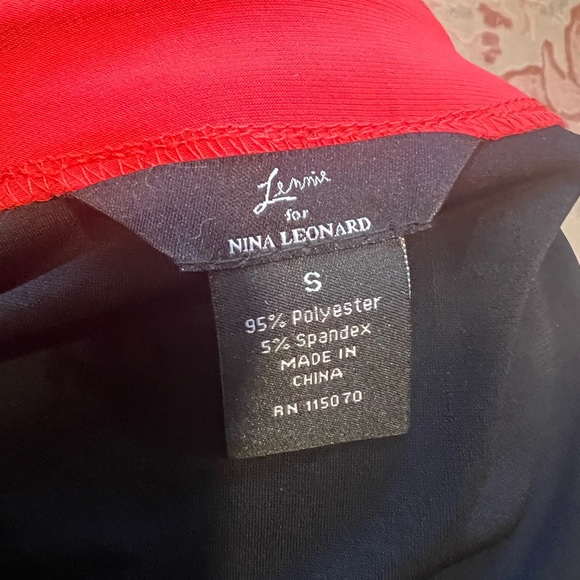 Lennie
for
NINA LEONARD
S
95% Polyester
5% Spandex
MADE IN
CHINA
RN 115070